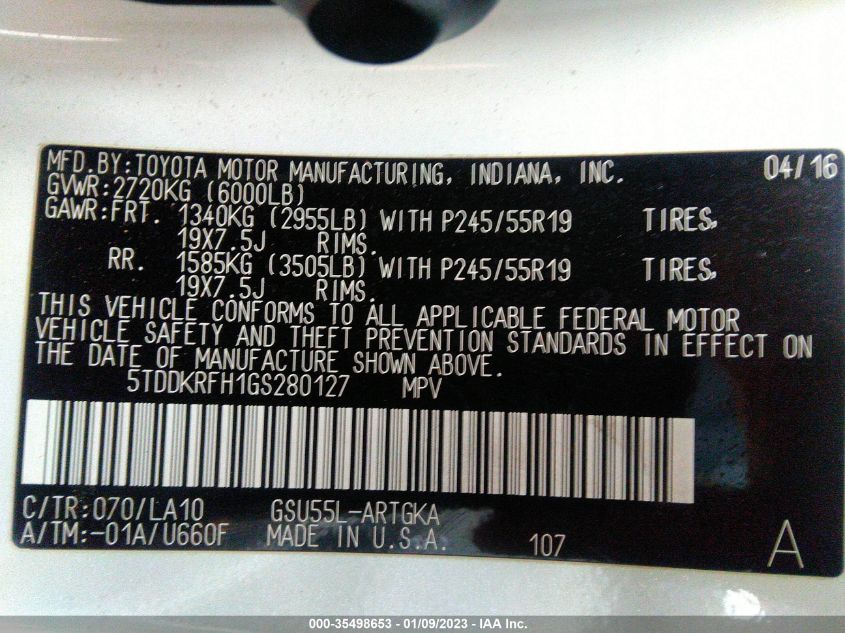 MFD.BY:TOYOTA MOTOR MANUFACTURING, INDIANA, INC. 04/16
GVWR:2720KG (6000LB)
GAWR:FRT. 1340KG (2955LB) WITH P245/55R19 TIRES,
19X7.5J RIMS.
RR. 1585KG (3505LB) WITH P245/55R19 TIRES,
19X7.5J RIMS.
THIS VEHICLE CONFORMS TO ALL APPLICABLE FEDERAL MOTOR
VEHICLE SAFETY AND THEFT PREVENTION STANDARDS IN EFFECT ON
THE DATE OF MANUFACTURE SHOWN ABOVE.
5TDDKRFH1GS280127 MPV
C/TR:070/LA10 GSU55L-ARTGKA
A/TM:-01A/U660F MADE IN U.S.A. 107 A
000-35498653 - 01/09/2023 - IAA Inc.